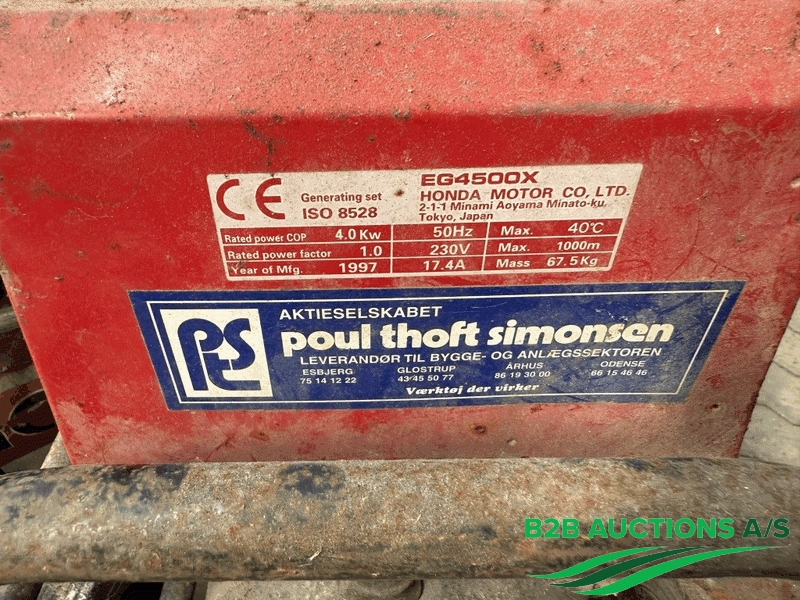 CE
Generating set
ISO 8528
EG4500X
HONDA MOTOR CO., LTD.
2-1-1 Minami Aoyama Minato-ku.
Tokyo, Japan
Rated power COP 4.0 Kw 50Hz Max. 40℃
Rated power factor 1.0 230V Max. 1000m
Year of Mfg. 1997 17.4A Mass 67.5 Kg
PTS
AKTIESELSKABET
poul thoft simonsen
LEVERANDØR TIL BYGGE- OG ANLÆGSSEKTOREN
ESBJERG GLOSTRUP ÅRHUS ODENSE
75 14 12 22 43 45 50 77 86 19 30 00 66 15 46 46
Værktøj der virker
B2B AUCTIONS A/S